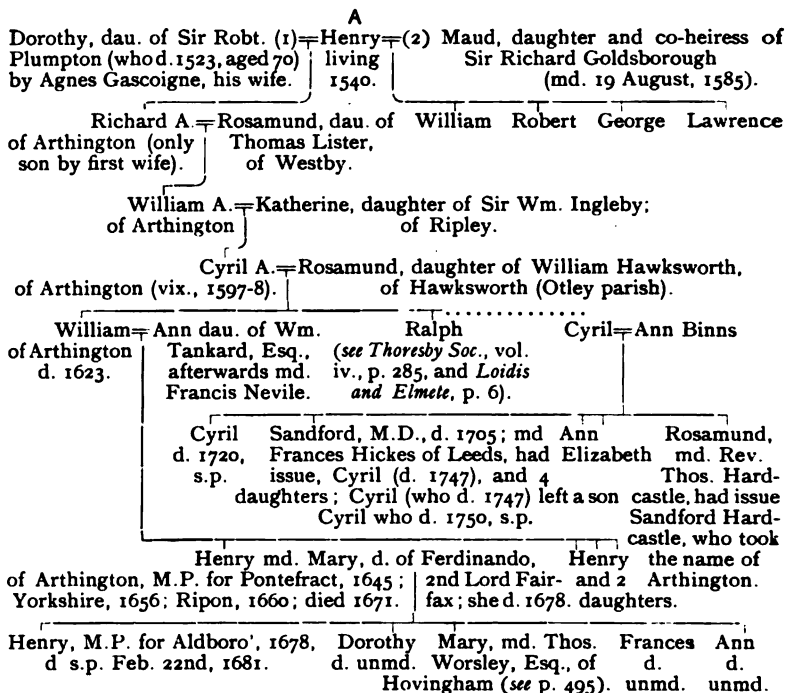 A
Dorothy, dau. of Sir Robt. (1)=Henry=(2) Maud, daughter and co-heiress of
Plumpton (who d. 1523, aged 70) living Sir Richard Goldsborough
by Agnes Gascoigne, his wife. 1540. (md. 19 August, 1585).
Richard A.=Rosamund, dau. of William Robert George Lawrence
of Arthington (only Thomas Lister,
son by first wife). of Westby.
William A.=Katherine, daughter of Sir Wm. Ingleby;
of Arthington of Ripley.
Cyril A.=Rosamund, daughter of William Hawksworth,
of Arthington (vix., 1597-8). of Hawksworth (Otley parish).
William=Ann dau. of Wm. Ralph Cyril=Ann Binns
of Arthington Tankard, Esq., (see Thoresby Soc., vol.
d. 1623. afterwards md. iv., p. 285, and Loidis
Francis Nevile. and Elmete, p. 6).
Cyril Sandford, M.D., d. 1705; md Ann Rosamund,
d. 1720, Frances Hickes of Leeds, had Elizabeth md. Rev.
s.p. issue, Cyril (d. 1747), and 4 Thos. Hard-
daughters; Cyril (who d. 1747) left a son castle, had issue
Cyril who d. 1750, s.p. Sandford Hard-
castle, who took
Henry md. Mary, d. of Ferdinando, Henry the name of
of Arthington, M.P. for Pontefract, 1645; 2nd Lord Fair- and 2 Arthington.
Yorkshire, 1656; Ripon, 1660; died 1671. fax; she d. 1678. daughters.
Henry, M.P. for Aldboro', 1678, Dorothy Mary, md. Thos. Frances Ann
d s.p. Feb. 22nd, 1681. d. unmd. Worsley, Esq., of d. d.
Hovingham (see p. 495). unmd. unmd.